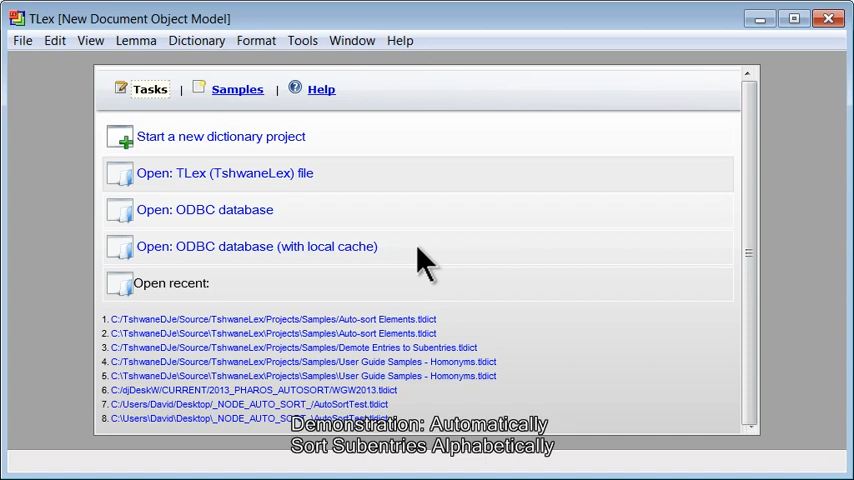 TLex [New Document Object Model]
File Edit View Lemma Dictionary Format Tools Window Help
Tasks | Samples | Help
Start a new dictionary project
Open: TLex (TshwaneLex) file
Open: ODBC database
Open: ODBC database (with local cache)
Open recent:
1. C:/TshwaneDJe/Source/TshwaneLex/Projects/Samples/Auto-sort Elements.tldict
2. C:\TshwaneDJe\Source\TshwaneLex\Projects\Samples\Auto-sort Elements.tldict
3. C:/TshwaneDJe/Source/TshwaneLex/Projects/Samples/Demote Entries to Subentries.tldict
4. C:/TshwaneDJe/Source/TshwaneLex/Projects/Samples/User Guide Samples - Homonyms.tldict
5. C:\TshwaneDJe\Source\TshwaneLex\Projects\Samples\User Guide Samples - Homonyms.tldict
6. C:/djDeskW/CURRENT/2013_PHAROS_AUTOSORT/WGW2013.tldict
7. C:/Users/David/Desktop/_NODE_AUTO_SORT_/AutoSortTest.tldict
8. C:\Users\David\Desktop\_NODE_AUTO_SORT_\AutoSortTest.tldict
Demonstration: Automatically
Sort Subentries Alphabetically